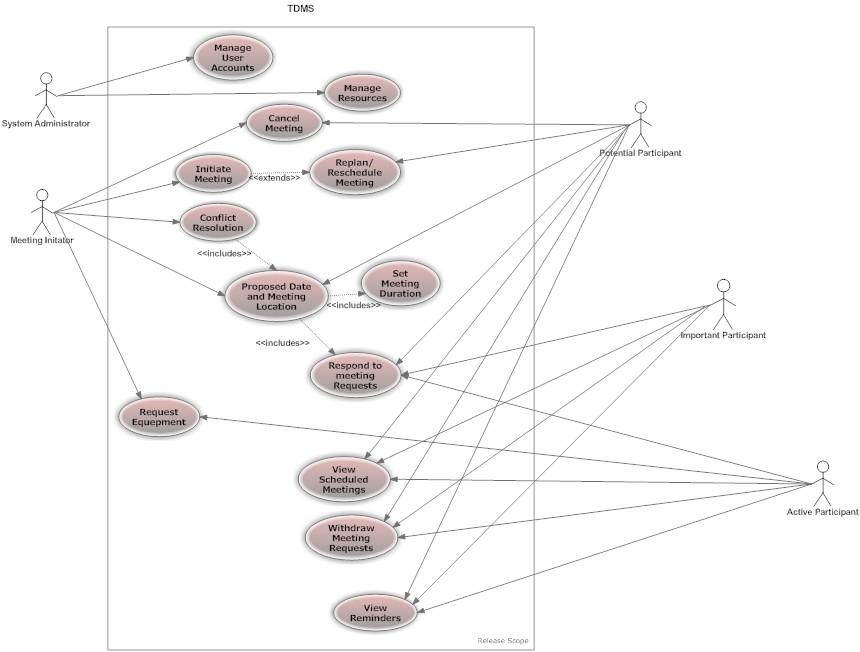 TDMS
Manage
User
Accounts
Manage
Resources
System Administrator
Cancel
Meeting
Potential Participant
Initiate
Meeting
<<extends>>
Replan/
Reschedule
Meeting
Meeting Initator
Conflict
Resolution
<<includes>>
Set
Meeting
Duration
Proposed Date
and Meeting
Location
<<includes>>
Important Participant
<<includes>>
Respond to
meeting
Requests
Request
Equepment
View
Scheduled
Meetings
Active Participant
Withdraw
Meeting
Requests
View
Reminders
Release Scope